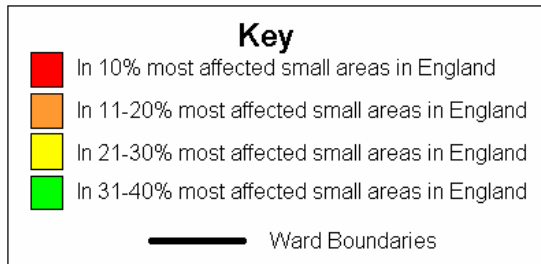 Key
In 10% most affected small areas in England
In 11-20% most affected small areas in England
In 21-30% most affected small areas in England
In 31-40% most affected small areas in England
Ward Boundaries